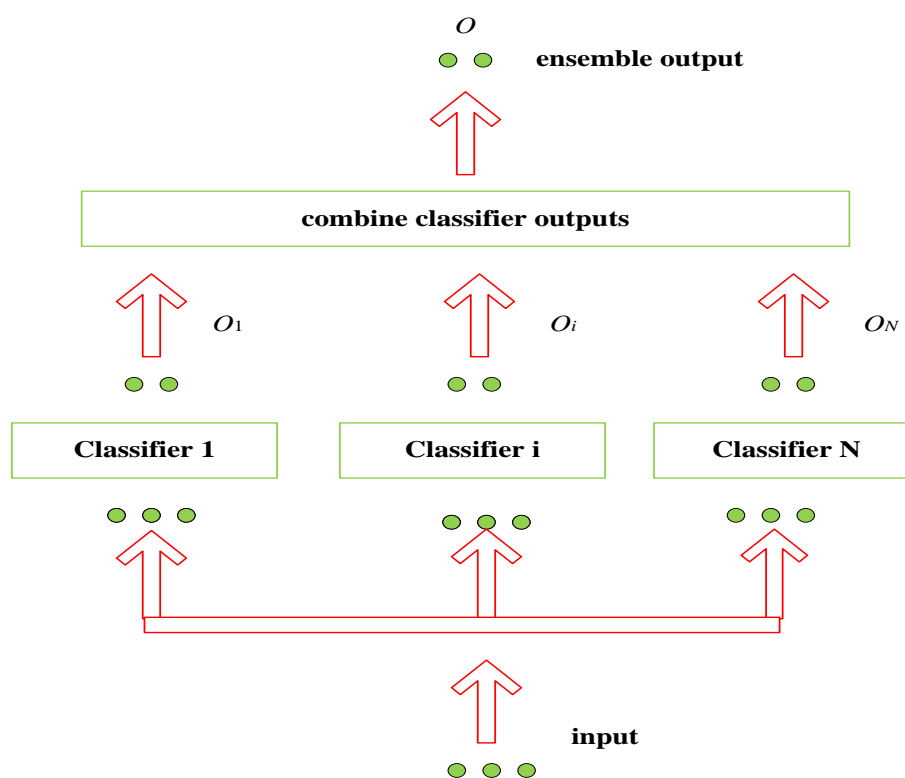 O
ensemble output
combine classifier outputs
O1 Oi ON
Classifier 1 Classifier i Classifier N
input